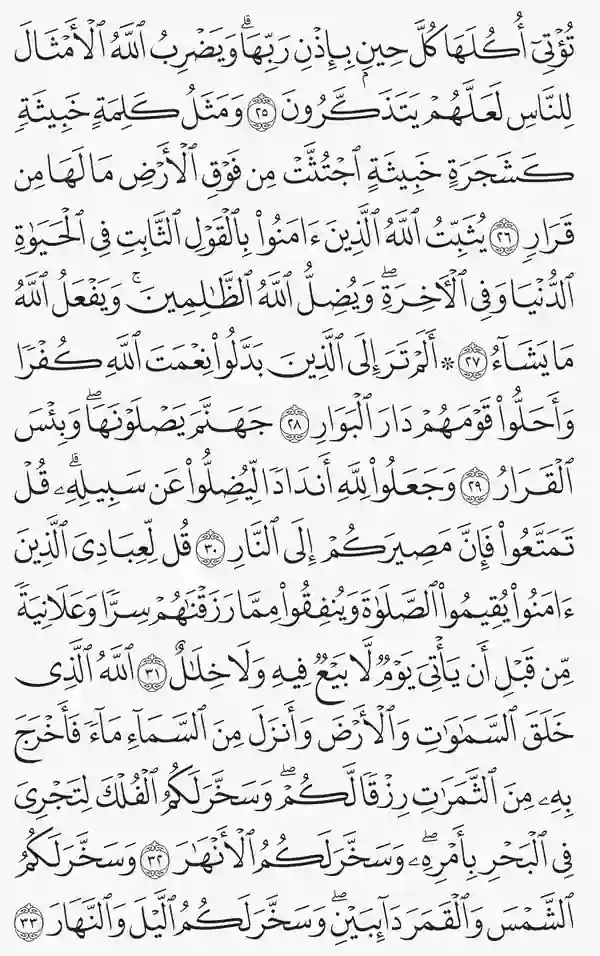 تُؤْتِىٓ أُكُلَهَا كُلَّ حِينٍۭ بِإِذْنِ رَبِّهَاۗ وَيَضْرِبُ ٱللَّهُ ٱلْأَمْثَالَ
لِلنَّاسِ لَعَلَّهُمْ يَتَذَكَّرُونَ ٢٥ وَمَثَلُ كَلِمَةٍ خَبِيثَةٍۢ
كَشَجَرَةٍ خَبِيثَةٍ ٱجْتُثَّتْ مِن فَوْقِ ٱلْأَرْضِ مَا لَهَا مِن
قَرَارٍۢ ٢٦ يُثَبِّتُ ٱللَّهُ ٱلَّذِينَ ءَامَنُوا۟ بِٱلْقَوْلِ ٱلثَّابِتِ فِى ٱلْحَيَوٰةِ
ٱلدُّنْيَا وَفِى ٱلْـَٔاخِرَةِۖ وَيُضِلُّ ٱللَّهُ ٱلظَّـٰلِمِينَۚ وَيَفْعَلُ ٱللَّهُ
مَا يَشَآءُ ٢٧ ۞ أَلَمْ تَرَ إِلَى ٱلَّذِينَ بَدَّلُوا۟ نِعْمَتَ ٱللَّهِ كُفْرًۭا
وَأَحَلُّوا۟ قَوْمَهُمْ دَارَ ٱلْبَوَارِ ٢٨ جَهَنَّمَ يَصْلَوْنَهَاۖ وَبِئْسَ
ٱلْقَرَارُ ٢٩ وَجَعَلُوا۟ لِلَّهِ أَندَادًۭا لِّيُضِلُّوا۟ عَن سَبِيلِهِۦۗ قُلْ
تَمَتَّعُوا۟ فَإِنَّ مَصِيرَكُمْ إِلَى ٱلنَّارِ ٣٠ قُل لِّعِبَادِىَ ٱلَّذِينَ
ءَامَنُوا۟ يُقِيمُوا۟ ٱلصَّلَوٰةَ وَيُنفِقُوا۟ مِمَّا رَزَقْنَـٰهُمْ سِرًّۭا وَعَلَانِيَةًۭ
مِّن قَبْلِ أَن يَأْتِىَ يَوْمٌۭ لَّا بَيْعٌۭ فِيهِ وَلَا خِلَـٰلٌ ٣١ ٱللَّهُ ٱلَّذِى
خَلَقَ ٱلسَّمَـٰوَٰتِ وَٱلْأَرْضَ وَأَنزَلَ مِنَ ٱلسَّمَآءِ مَآءًۭ فَأَخْرَجَ
بِهِۦ مِنَ ٱلثَّمَرَٰتِ رِزْقًۭا لَّكُمْۖ وَسَخَّرَ لَكُمُ ٱلْفُلْكَ لِتَجْرِىَ
فِى ٱلْبَحْرِ بِأَمْرِهِۦۖ وَسَخَّرَ لَكُمُ ٱلْأَنْهَـٰرَ ٣٢ وَسَخَّرَ لَكُمُ
ٱلشَّمْسَ وَٱلْقَمَرَ دَآئِبَيْنِۖ وَسَخَّرَ لَكُمُ ٱلَّيْلَ وَٱلنَّهَارَ ٣٣